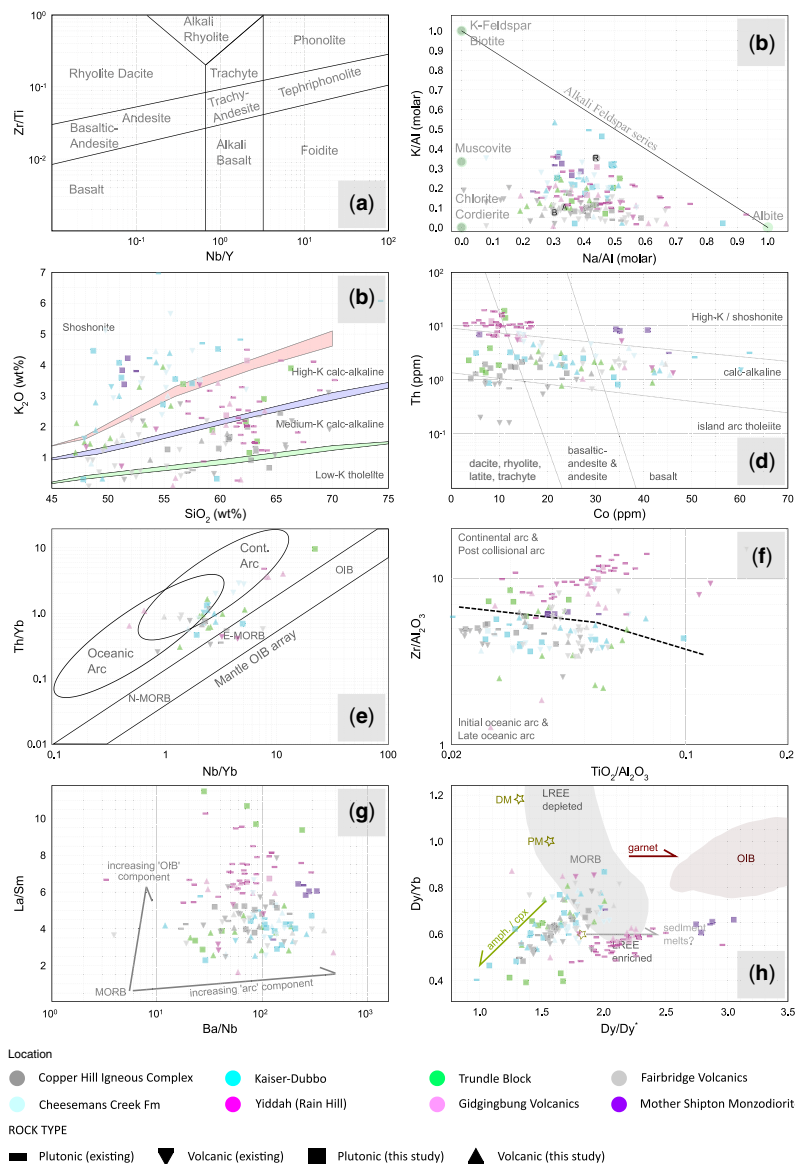 10⁰
10⁻¹
10⁻²
Zr/Ti
Alkali
Rhyolite
Phonolite
Rhyolite Dacite
Trachyte
Tephriphonolite
Trachy-
Andesite
Andesite
Basaltic-
Andesite
Alkali
Basalt
Foidite
Basalt
(a)
10⁻¹
10⁰
10¹
10²
Nb/Y
1.0
0.9
0.8
0.7
0.6
0.5
0.4
0.3
0.2
0.1
0.0
K/Al (molar)
K-Feldspar
Biotite
(b)
Alkali Feldspar series
Muscovite
R
Chlorite
Cordierite
B
A
Albite
0.0
0.1
0.2
0.3
0.4
0.5
0.6
0.7
0.8
0.9
1.0
Na/Al (molar)
7
6
5
4
3
2
1
K₂O (wt%)
(b)
Shoshonite
High-K calc-alkaline
Medium-K calc-alkaline
Low-K tholeiite
45
50
55
60
65
70
75
SiO₂ (wt%)
10²
10¹
10⁰
10⁻¹
Th (ppm)
High-K / shoshonite
calc-alkaline
island arc tholeiite
dacite, rhyolite,
latite, trachyte
basaltic-
andesite &
andesite
basalt
(d)
0
10
20
30
40
50
60
70
Co (ppm)
10
1.0
0.1
0.01
Th/Yb
Cont.
Arc
OIB
E-MORB
Oceanic
Arc
N-MORB
Mantle OIB array
(e)
0.1
1
10
100
Nb/Yb
10
1
Zr/Al₂O₃
Continental arc &
Post collisional arc
(f)
Initial oceanic arc &
Late oceanic arc
0.02
0.1
0.2
TiO₂/Al₂O₃
10
8
6
4
2
La/Sm
(g)
increasing 'OIB'
component
MORB
increasing 'arc' component
10⁰
10¹
10²
10³
Ba/Nb
1.2
1.0
0.8
0.6
0.4
Dy/Yb
DM
LREE
depleted
PM
MORB
garnet
OIB
amph. / cpx
sediment
melts?
LREE
enriched
(h)
1.0
1.5
2.0
2.5
3.0
3.5
Dy/Dy*
Location
Copper Hill Igneous Complex
Kaiser-Dubbo
Trundle Block
Fairbridge Volcanics
Cheesemans Creek Fm
Yiddah (Rain Hill)
Gidgingbung Volcanics
Mother Shipton Monzodiorite
ROCK TYPE
Plutonic (existing)
Volcanic (existing)
Plutonic (this study)
Volcanic (this study)